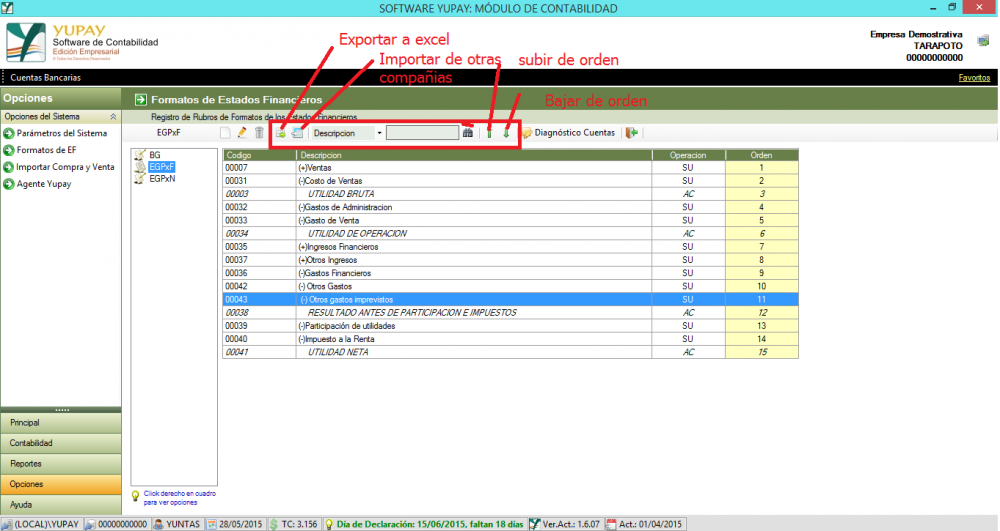 SOFTWARE YUPAY: MÓDULO DE CONTABILIDAD
YUPAY
Software de Contabilidad
Edición Empresarial
Empresa Demostrativa
TARAPOTO
00000000000
Exportar a excel
Importar de otras compañias
subir de orden
Bajar de orden
Cuentas Bancarias
Favoritos
Opciones
Formatos de Estados Financieros
Opciones del Sistema
Registro de Rubros de Formatos de los Estados Financieros
EGPxF
Descripcion
Diagnóstico Cuentas
Parámetros del Sistema
Formatos de EF
Importar Compra y Venta
Agente Yupay
BG
EGPxF
EGPxN
Codigo Descripcion Operacion Orden
00007 (+)Ventas SU 1
00031 (-)Costo de Ventas SU 2
00003 UTILIDAD BRUTA AC 3
00032 (-)Gastos de Administracion SU 4
00033 (-)Gasto de Venta SU 5
00034 UTILIDAD DE OPERACION AC 6
00035 (+)Ingresos Financieros SU 7
00037 (+)Otros Ingresos SU 8
00036 (-)Gastos Financieros SU 9
00042 (-) Otros Gastos SU 10
00043 (-) Otros gastos imprevistos SU 11
00038 RESULTADO ANTES DE PARTICIPACION E IMPUESTOS AC 12
00039 (-)Participación de utilidades SU 13
00040 (-)Impuesto a la Renta SU 14
00041 UTILIDAD NETA AC 15
Principal
Contabilidad
Reportes
Opciones
Ayuda
Click derecho en cuadro
para ver opciones
(LOCAL)\YUPAY 00000000000 YUNTAS 28/05/2015 TC: 3.156 Día de Declaración: 15/06/2015, faltan 18 días Ver.Act.: 1.6.07 Act.: 01/04/2015